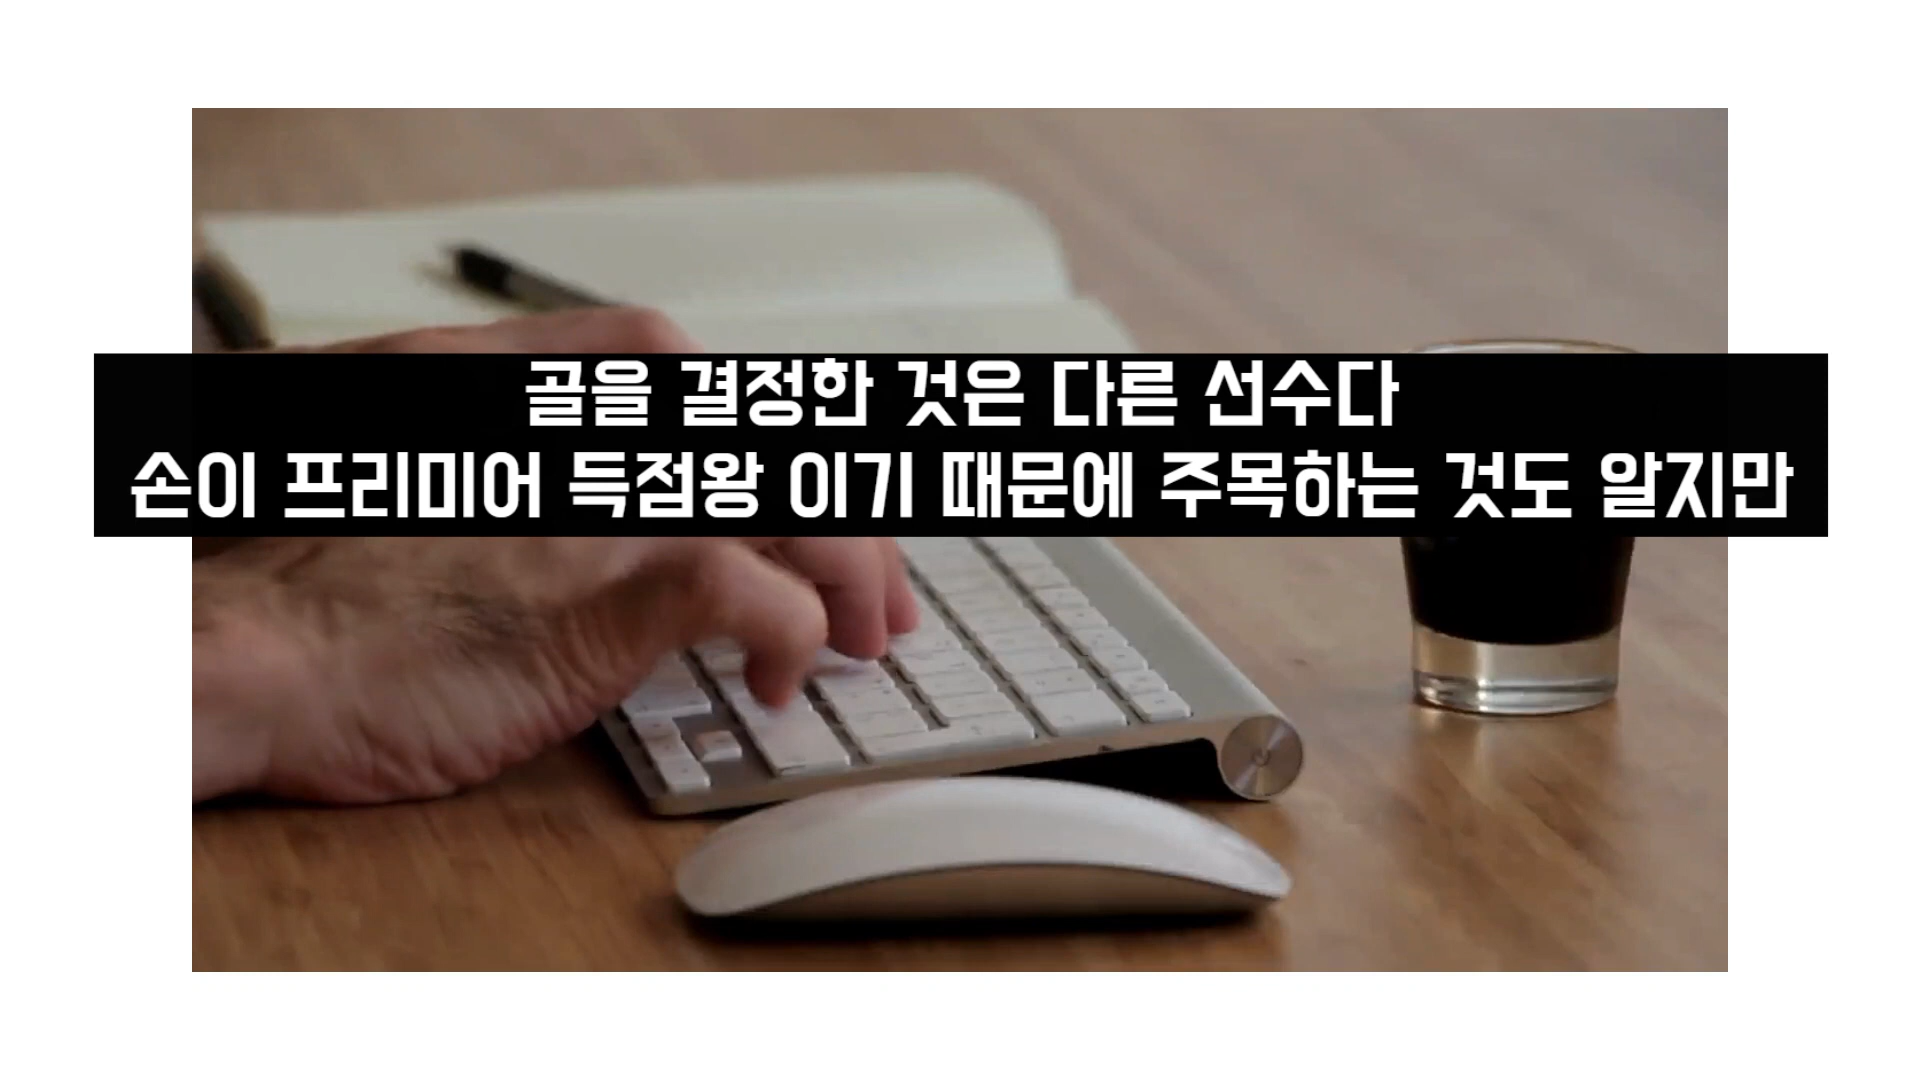 골을 결정한 것은 다른 선수다
손이 프리미어 득점왕 이기 때문에 주목하는 것도 알지만